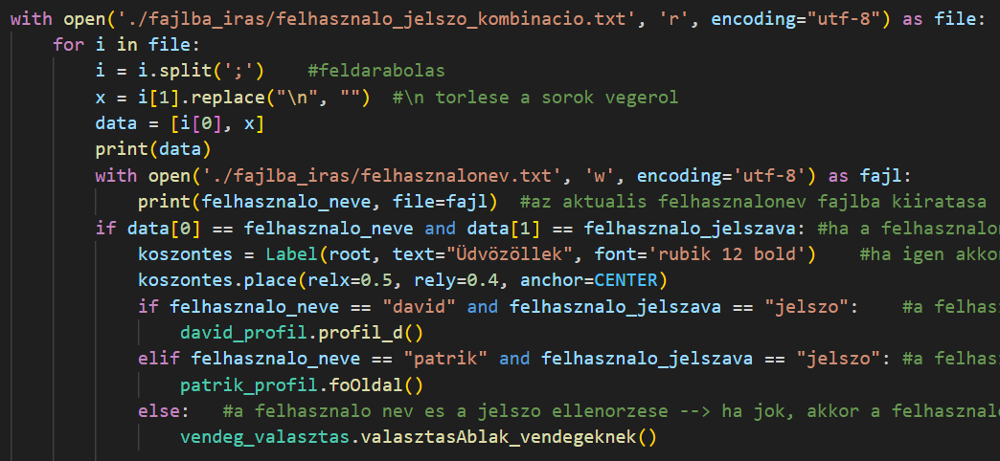 with open('./fajlba_iras/felhasznalo_jelszo_kombinacio.txt', 'r', encoding="utf-8") as file:
    for i in file:
        i = i.split(';')    #feldarabolas
        x = i[1].replace("\n", "")  #\n torlese a sorok vegerol
        data = [i[0], x]
        print(data)
        with open('./fajlba_iras/felhasznalonev.txt', 'w', encoding='utf-8') as fajl:
            print(felhasznalo_neve, file=fajl)  #az aktualis felhasznalonev fajlba kiiratasa
        if data[0] == felhasznalo_neve and data[1] == felhasznalo_jelszava: #ha a
            koszontes = Label(root, text="Üdvözöllek", font='rubik 12 bold')    #ha igen
            koszontes.place(relx=0.5, rely=0.4, anchor=CENTER)
            if felhasznalo_neve == "david" and felhasznalo_jelszava == "jelszo":    #a
                david_profil.profil_d()
            elif felhasznalo_neve == "patrik" and felhasznalo_jelszava == "jelszo": #a
                patrik_profil.foOldal()
            else:   #a felhasznalo nev es a jelszo ellenorzese --> ha jok, akkor a
                vendeg_valasztas.valasztasAblak_vendegeknek()